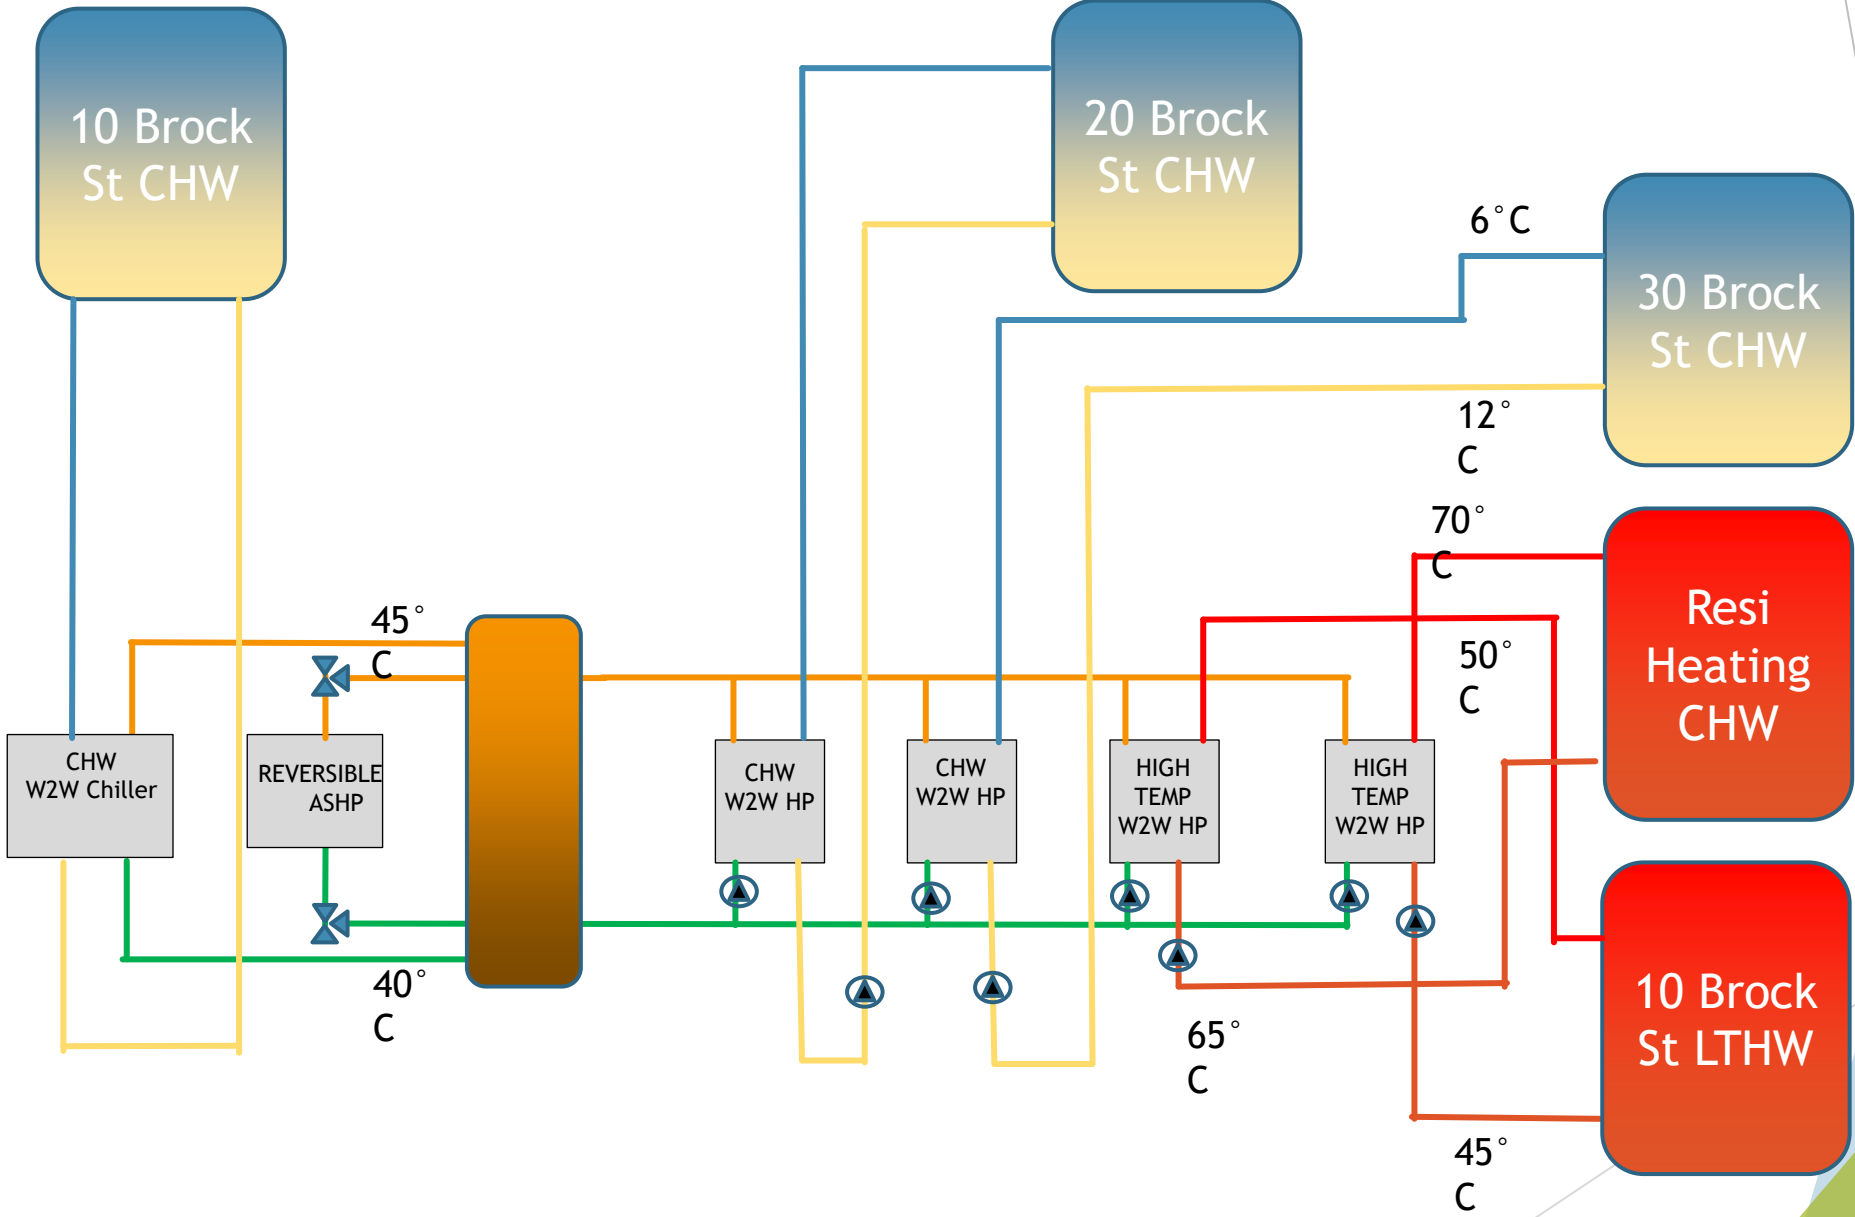 10 Brock
St CHW
20 Brock
St CHW
6°C
30 Brock
St CHW
12°
C
70°
C
Resi
Heating
CHW
45°
C
50°
C
CHW
W2W Chiller
REVERSIBLE
ASHP
CHW
W2W HP
CHW
W2W HP
HIGH
TEMP
W2W HP
HIGH
TEMP
W2W HP
40°
C
65°
C
10 Brock
St LTHW
45°
C